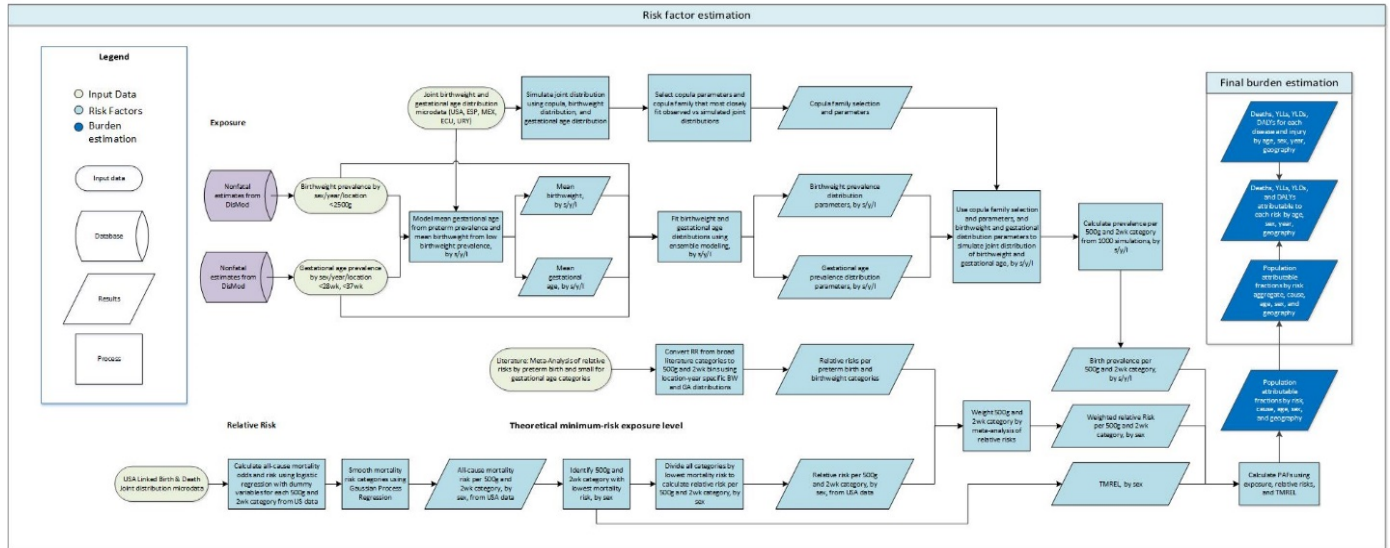 Risk factor estimation
Legend
Input Data
Risk Factors
Burden
estimation
Input data
Database
Results
Process
Exposure
Joint birthweight and
gestational age distribution
microdata (USA, ESP, MEX,
ECU, URY)
Simulate joint distribution
using copula, birthweight
distribution, and
gestational age distribution
Select copula parameters and
copula family that most closely
fit observed vs simulated joint
distributions
Copula family selection
and parameters
Nonfatal
estimates from
DisMod
Birthweight prevalence by
sex/year/location
<2500g
Nonfatal
estimates from
DisMod
Gestational age prevalence by
sex/year/location
<28wk, <37wk
Model mean gestational age
from preterm prevalence and
mean birthweight from low
birthweight prevalence,
by s/y/l
Mean
birthweight, by
s/y/l
Mean
gestational
age, by s/y/l
Fit birthweight and
gestational age
distributions using
ensemble modeling,
by s/y/l
Birthweight prevalence
distribution
parameters, by s/y/l
Gestational age
prevalence distribution
parameters, by s/y/l
Use copula family selection
and parameters, and
birthweight and gestational
distribution parameters to
simulate joint distribution
of birthweight and
gestational age, by s/y/l
Calculate prevalence per
500g and 2wk category
from 1000 simulations, by
s/y/l
Birth prevalence per
500g and 2wk category,
by s/y/l
Literature: Meta-Analysis of relative
risks by preterm birth and small for
gestational age categories
Convert RR from broad
literature categories to
500g and 2wk bins using
location-year specific BW
and GA distributions
Relative risks per
preterm birth and
birthweight categories
Relative Risk
Theoretical minimum-risk exposure level
USA Linked Birth & Death
Joint distribution microdata
Calculate all-cause mortality
odds and risk using logistic
regression with dummy
variables for each 500g and
2wk category from US data
Smooth mortality
risk categories using
Gaussian Process
Regression
All-cause mortality
risk per 500g and
2wk category, by
sex, from USA data
Identify 500g and
2wk category with
lowest mortality
risk, by sex
Divide all categories by
lowest mortality risk to
calculate relative risk per
500g and 2wk category, by
sex
Relative risk per 500g
and 2wk category, by
sex, from USA data
Weight 500g and
2wk category by
meta-analysis of
relative risks
Weighted relative Risk
per 500g and 2wk
category, by sex
TMREL, by sex
Calculate PAFs using
exposure, relative risks,
and TMREL
Population
attributable
fractions by risk,
cause, age, sex,
and geography
Final burden estimation
Deaths, YLLs, YLDs,
DALYs for each
disease and injury
by age, sex, year,
geography
Deaths, YLLs, YLDs,
and DALYs
attributable to
each risk by age,
sex, year,
geography
Population
attributable
fractions by risk
aggregate, cause,
age, sex, and
geography